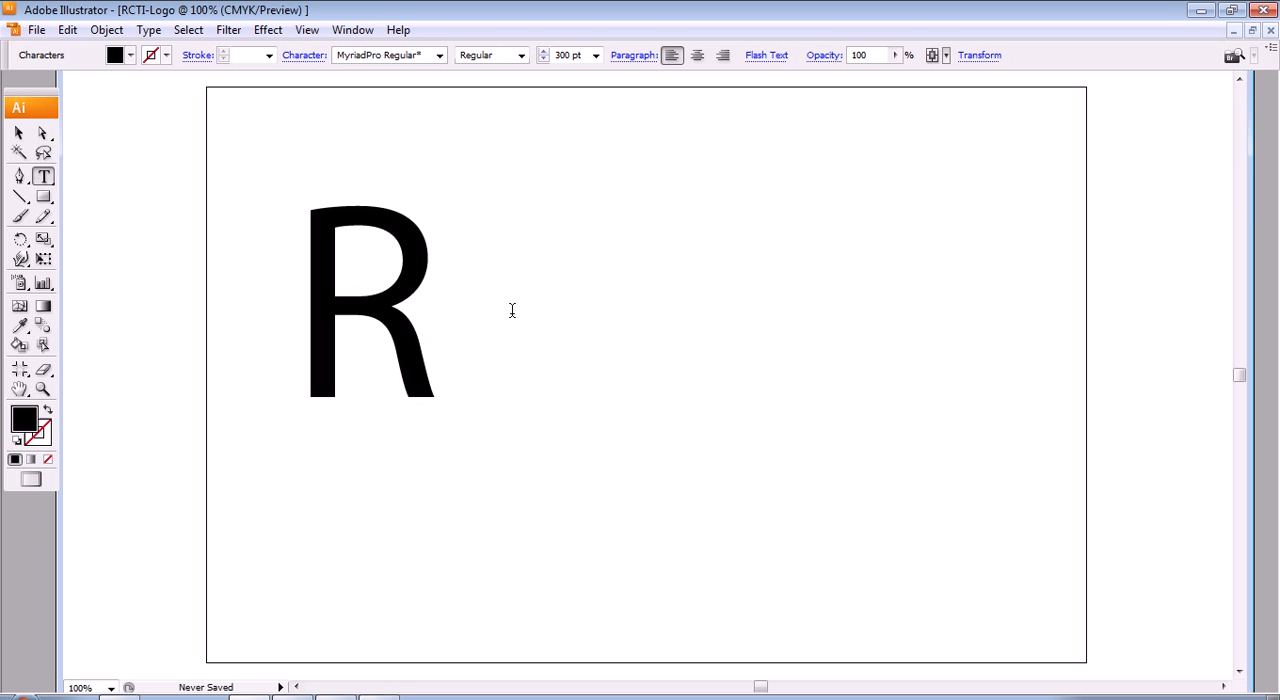 Adobe Illustrator - [RCTI-Logo @ 100% (CMYK/Preview) ]
File Edit Object Type Select Filter Effect View Window Help
Characters Stroke: Character: MyriadPro Regular* Regular 300 pt Paragraph: Flash Text Opacity: 100 % Transform
Ai
T
R
100% Never Saved